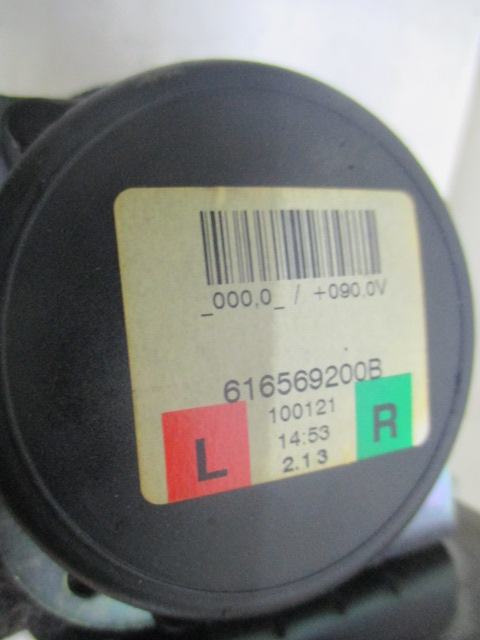 _000,0_ / +090,0V
616569200B
100121
L 14:53 R
2.13